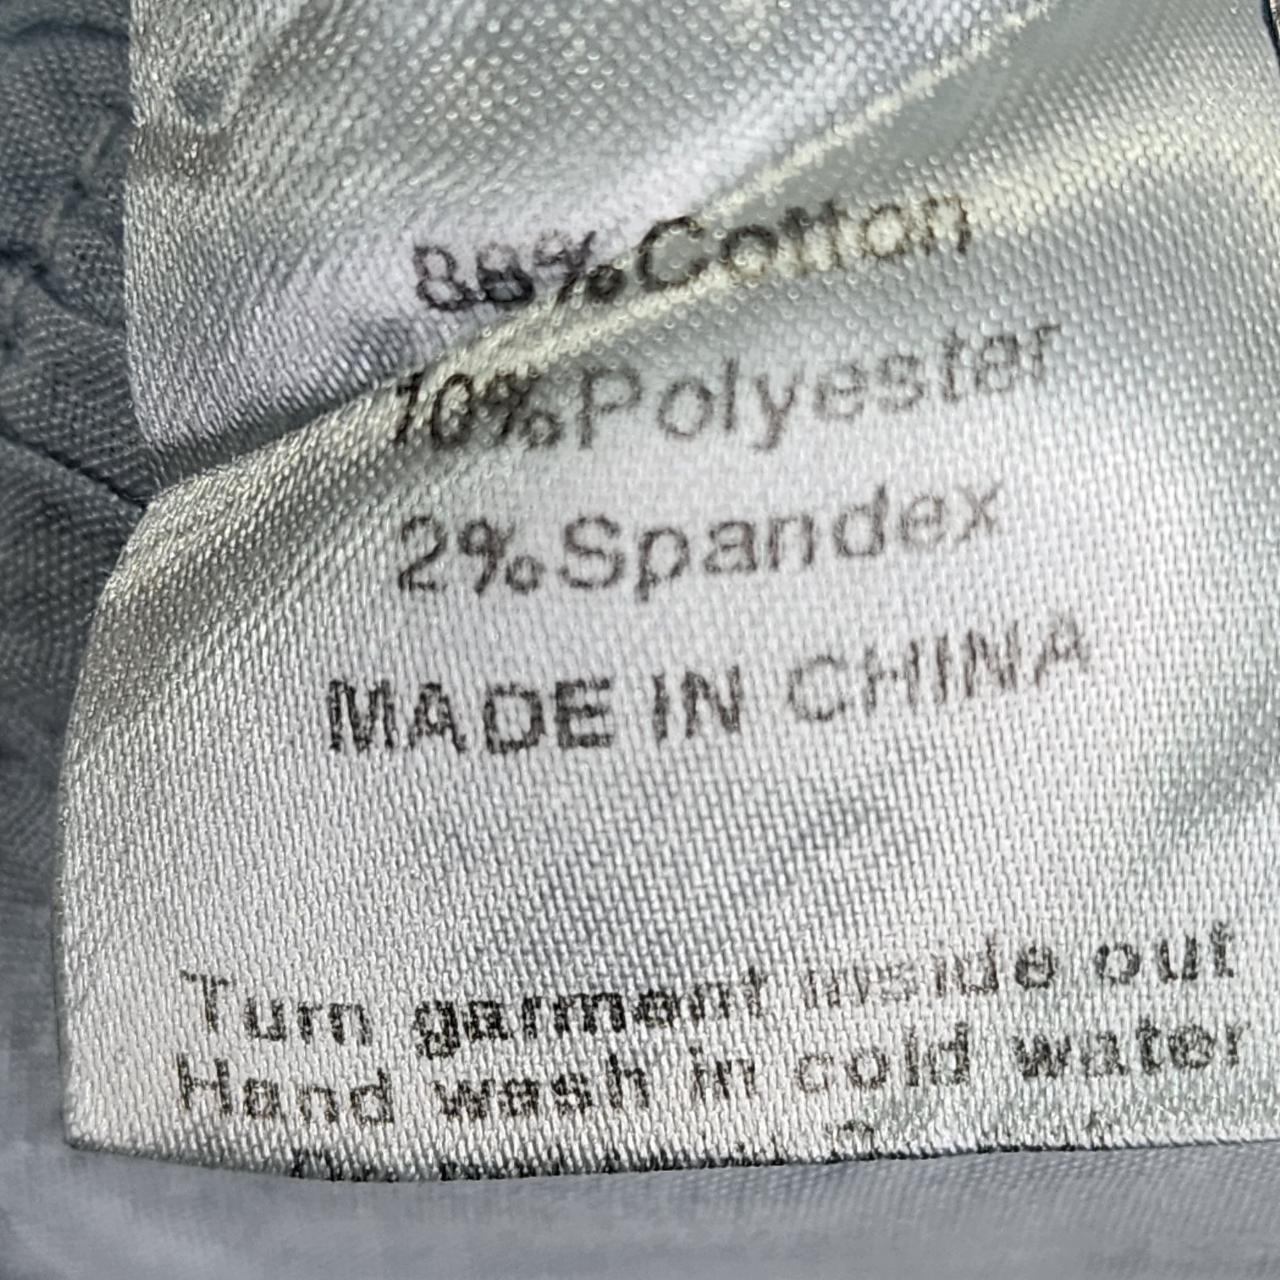 88%Cotton
10%Polyester
2%Spandex
MADE IN CHINA
Turn garment inside out
Hand wash in cold water